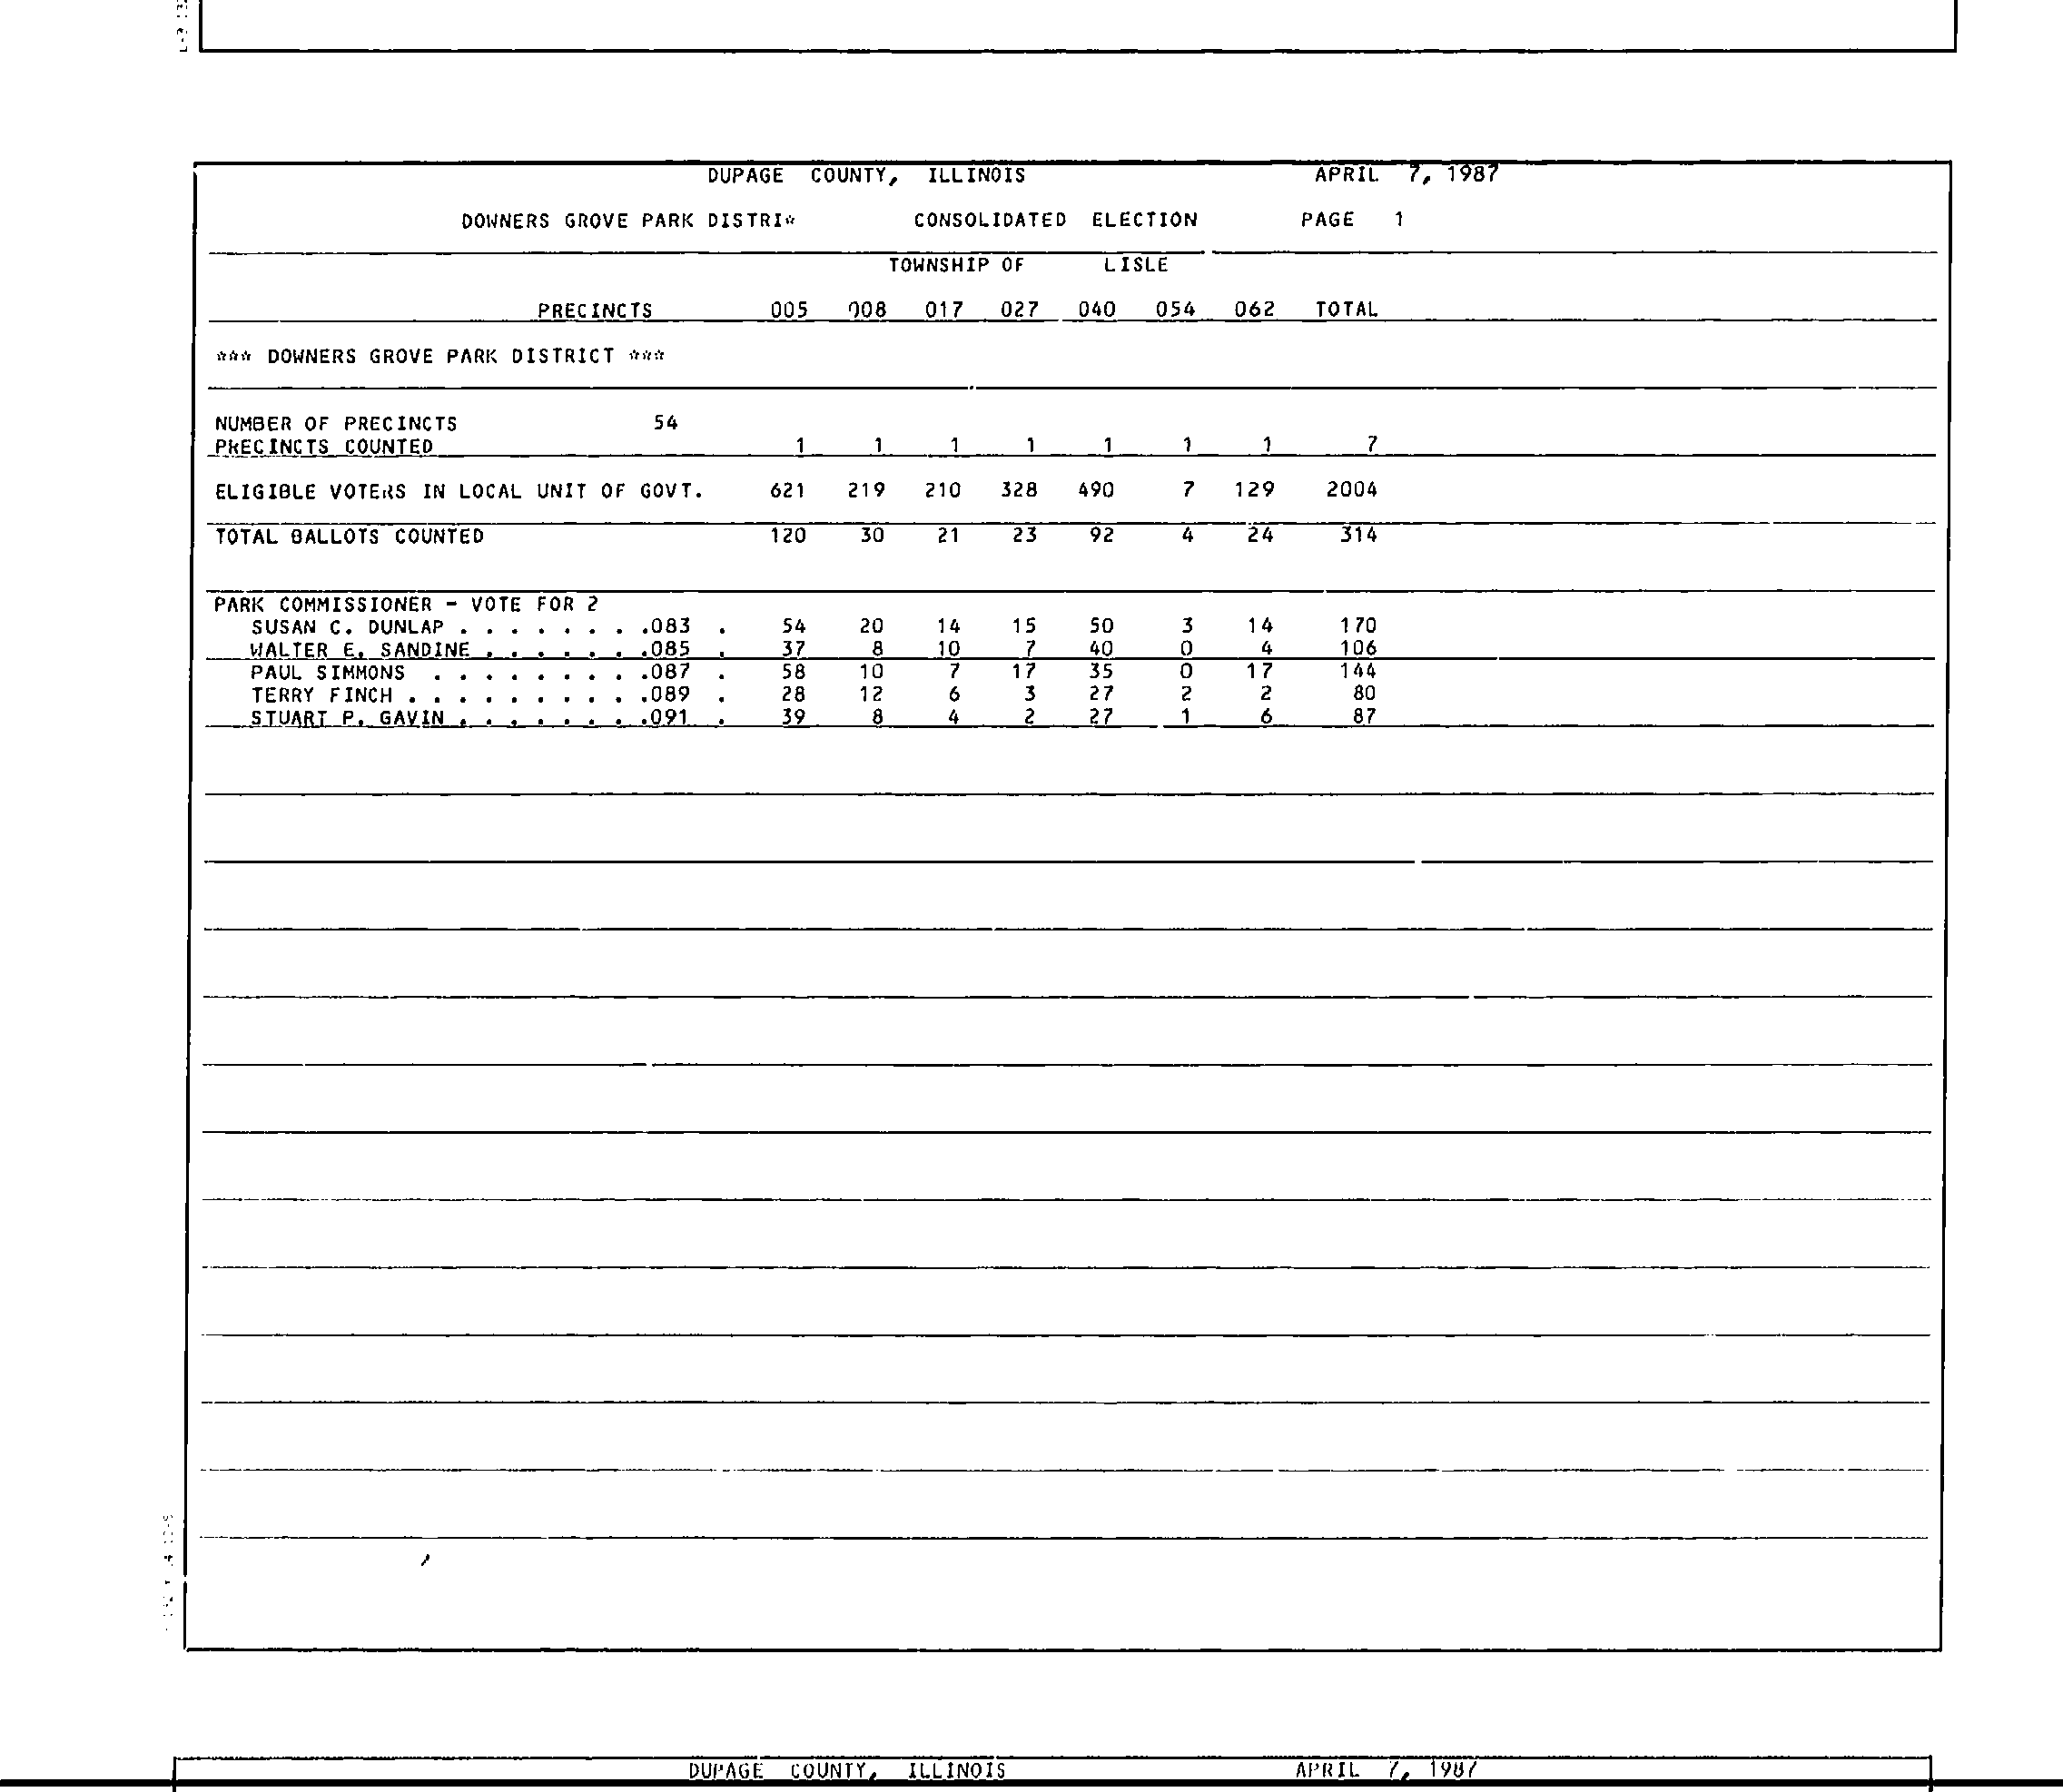 DUPAGE COUNTY, ILLINOIS APRIL 7, 1987
DOWNERS GROVE PARK DISTRI* CONSOLIDATED ELECTION PAGE 1
TOWNSHIP OF LISLE
PRECINCTS 005 008 017 027 040 054 062 TOTAL
*** DOWNERS GROVE PARK DISTRICT ***
NUMBER OF PRECINCTS 54
PRECINCTS COUNTED 1 1 1 1 1 1 1 7
ELIGIBLE VOTERS IN LOCAL UNIT OF GOVT. 621 219 210 328 490 7 129 2004
TOTAL BALLOTS COUNTED 120 30 21 23 92 4 24 314
PARK COMMISSIONER - VOTE FOR 2
SUSAN C. DUNLAP . . . . . . . .083 . 54 20 14 15 50 3 14 170
WALTER E. SANDINE . . . . . . .085 . 37 8 10 7 40 0 4 106
PAUL SIMMONS . . . . . . . . .087 . 58 10 7 17 35 0 17 144
TERRY FINCH . . . . . . . . . .089 . 28 12 6 3 27 2 2 80
STUART P. GAVIN . . . . . . . .091 . 39 8 4 2 27 1 6 87
DUPAGE COUNTY, ILLINOIS APRIL 7, 1987